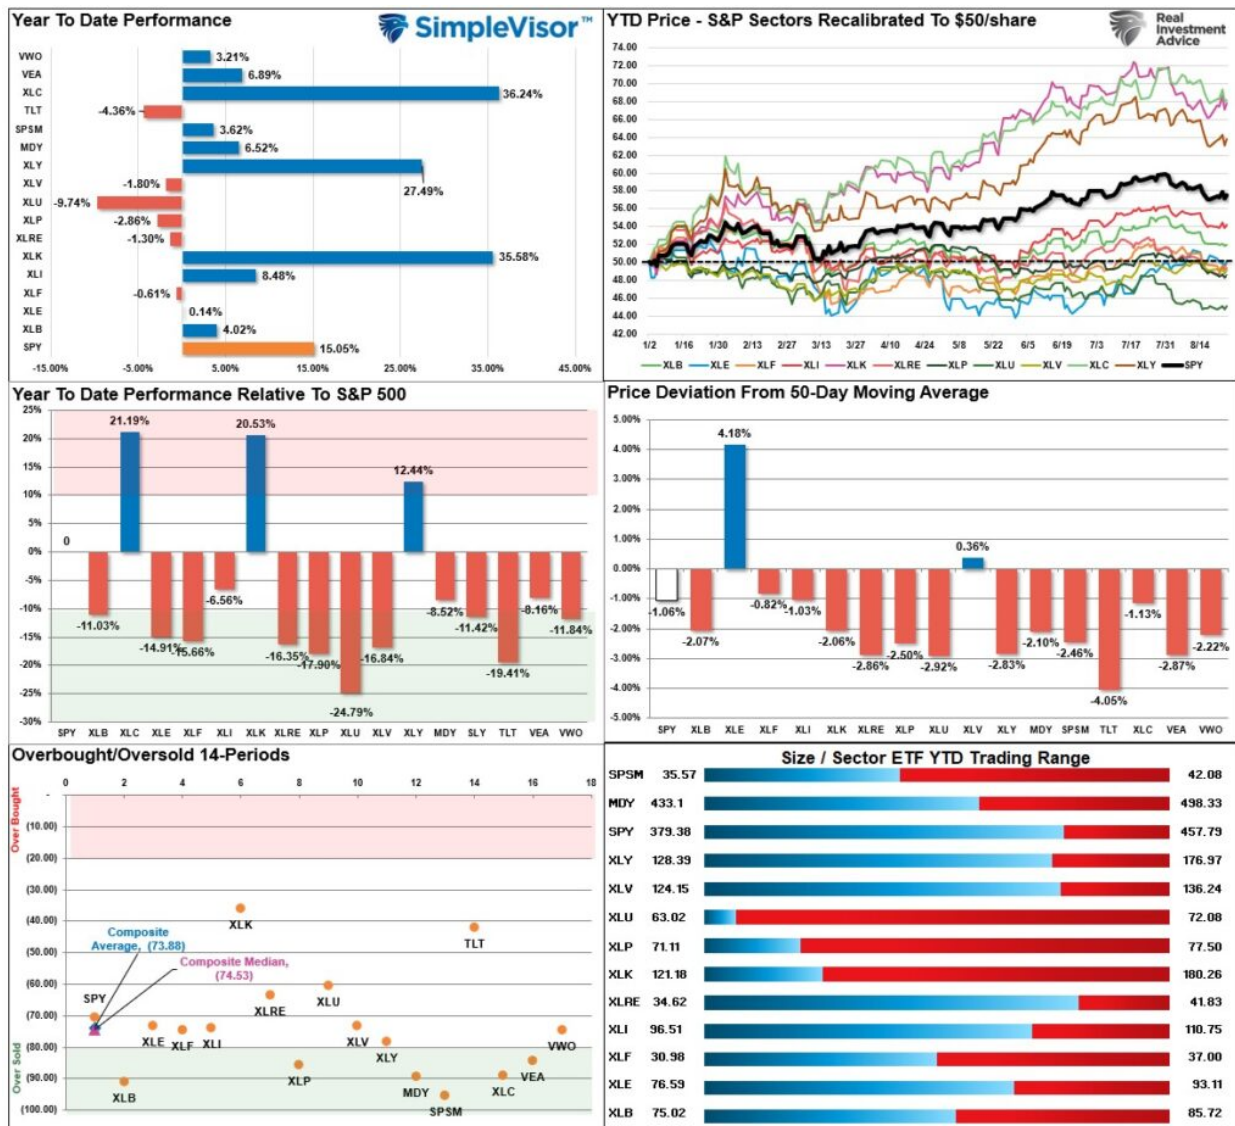 Year To Date Performance
SimpleVisor™
VWO 3.21%
VEA 6.89%
XLC 36.24%
TLT -4.36%
SPSM 3.62%
MDY 6.52%
XLY 27.49%
XLV -1.80%
XLU -9.74%
XLP -2.86%
XLRE -1.30%
XLK 35.58%
XLI 8.48%
XLF -0.61%
XLE 0.14%
XLB 4.02%
SPY 15.05%
-15.00% -5.00% 5.00% 15.00% 25.00% 35.00% 45.00%
YTD Price - S&P Sectors Recalibrated To $50/share
Real
Investment
Advice
74.00
72.00
70.00
68.00
66.00
64.00
62.00
60.00
58.00
56.00
54.00
52.00
50.00
48.00
46.00
44.00
42.00
1/2 1/16 1/30 2/13 2/27 3/13 3/27 4/10 4/24 5/8 5/22 6/5 6/19 7/3 7/17 7/31 8/14
XLB XLE XLF XLI XLK XLRE XLP XLU XLV XLC XLY SPY
Year To Date Performance Relative To S&P 500
25%
20%
15%
10%
5%
0%
-5%
-10%
-15%
-20%
-25%
-30%
0
-11.03%
21.19%
-14.91%
-15.66%
-6.56%
20.53%
-16.35%
-17.90%
-24.79%
-16.84%
12.44%
-8.52%
-11.42%
-19.41%
-8.16%
-11.84%
SPY XLB XLC XLE XLF XLI XLK XLRE XLP XLU XLV XLY MDY SLY TLT VEA VWO
Price Deviation From 50-Day Moving Average
5.00%
4.00%
3.00%
2.00%
1.00%
0.00%
-1.00%
-2.00%
-3.00%
-4.00%
-5.00%
-1.06%
-2.07%
4.18%
-0.82%
-1.03%
-2.06%
-2.86%
-2.50%
-2.92%
0.36%
-2.83%
-2.10%
-2.46%
-4.05%
-1.13%
-2.87%
-2.22%
SPY XLB XLE XLF XLI XLK XLRE XLP XLU XLV XLY MDY SPSM TLT XLC VEA VWO
Overbought/Oversold 14-Periods
0 2 4 6 8 10 12 14 16 18
-
(10.00)
(20.00)
(30.00)
(40.00)
(50.00)
(60.00)
(70.00)
(80.00)
(90.00)
(100.00)
Over Bought
Over Sold
XLK
TLT
Composite
Average, (73.88)
Composite Median,
(74.53)
SPY
XLRE
XLU
XLE
XLF
XLI
XLV
XLY
VWO
XLB
XLP
MDY
SPSM
XLC
VEA
Size / Sector ETF YTD Trading Range
SPSM 35.57 42.08
MDY 433.1 498.33
SPY 379.38 457.79
XLY 128.39 176.97
XLV 124.15 136.24
XLU 63.02 72.08
XLP 71.11 77.50
XLK 121.18 180.26
XLRE 34.62 41.83
XLI 96.51 110.75
XLF 30.98 37.00
XLE 76.59 93.11
XLB 75.02 85.72